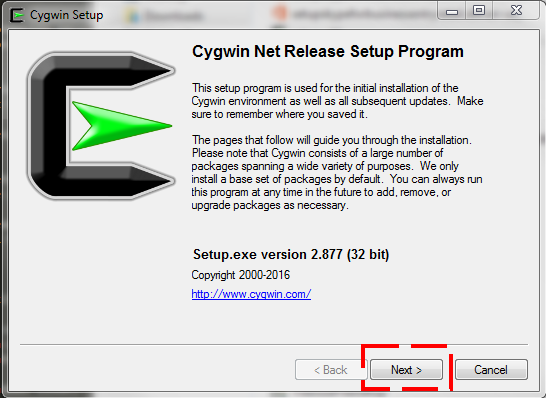 Cygwin Setup
Cygwin Net Release Setup Program
This setup program is used for the initial installation of the
Cygwin environment as well as all subsequent updates. Make
sure to remember where you saved it.
The pages that follow will guide you through the installation.
Please note that Cygwin consists of a large number of
packages spanning a wide variety of purposes. We only
install a base set of packages by default. You can always run
this program at any time in the future to add, remove, or
upgrade packages as necessary.
Setup.exe version 2.877 (32 bit)
Copyright 2000-2016
http://www.cygwin.com/
< Back
Next >
Cancel